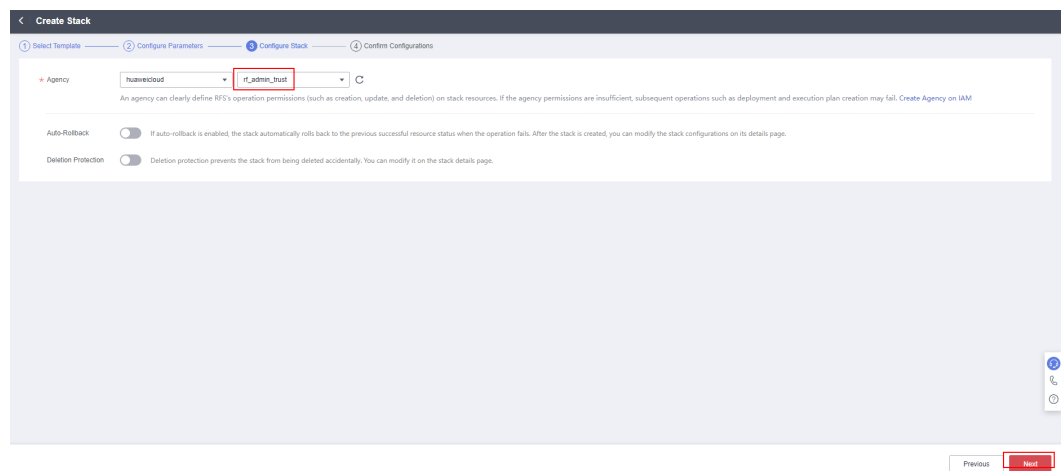 Create Stack
1 Select Template 2 Configure Parameters 3 Configure Stack 4 Confirm Configurations
* Agency huaweicloud rf_admin_trust
An agency can clearly define RFS's operation permissions (such as creation, update, and deletion) on stack resources. If the agency permissions are insufficient, subsequent operations such as deployment and execution plan creation may fail. Create Agency on IAM
Auto-Rollback If auto-rollback is enabled, the stack automatically rolls back to the previous successful resource status when the operation fails. After the stack is created, you can modify the stack configurations on its details page.
Deletion Protection Deletion protection prevents the stack from being deleted accidentally. You can modify it on the stack details page.
Previous Next